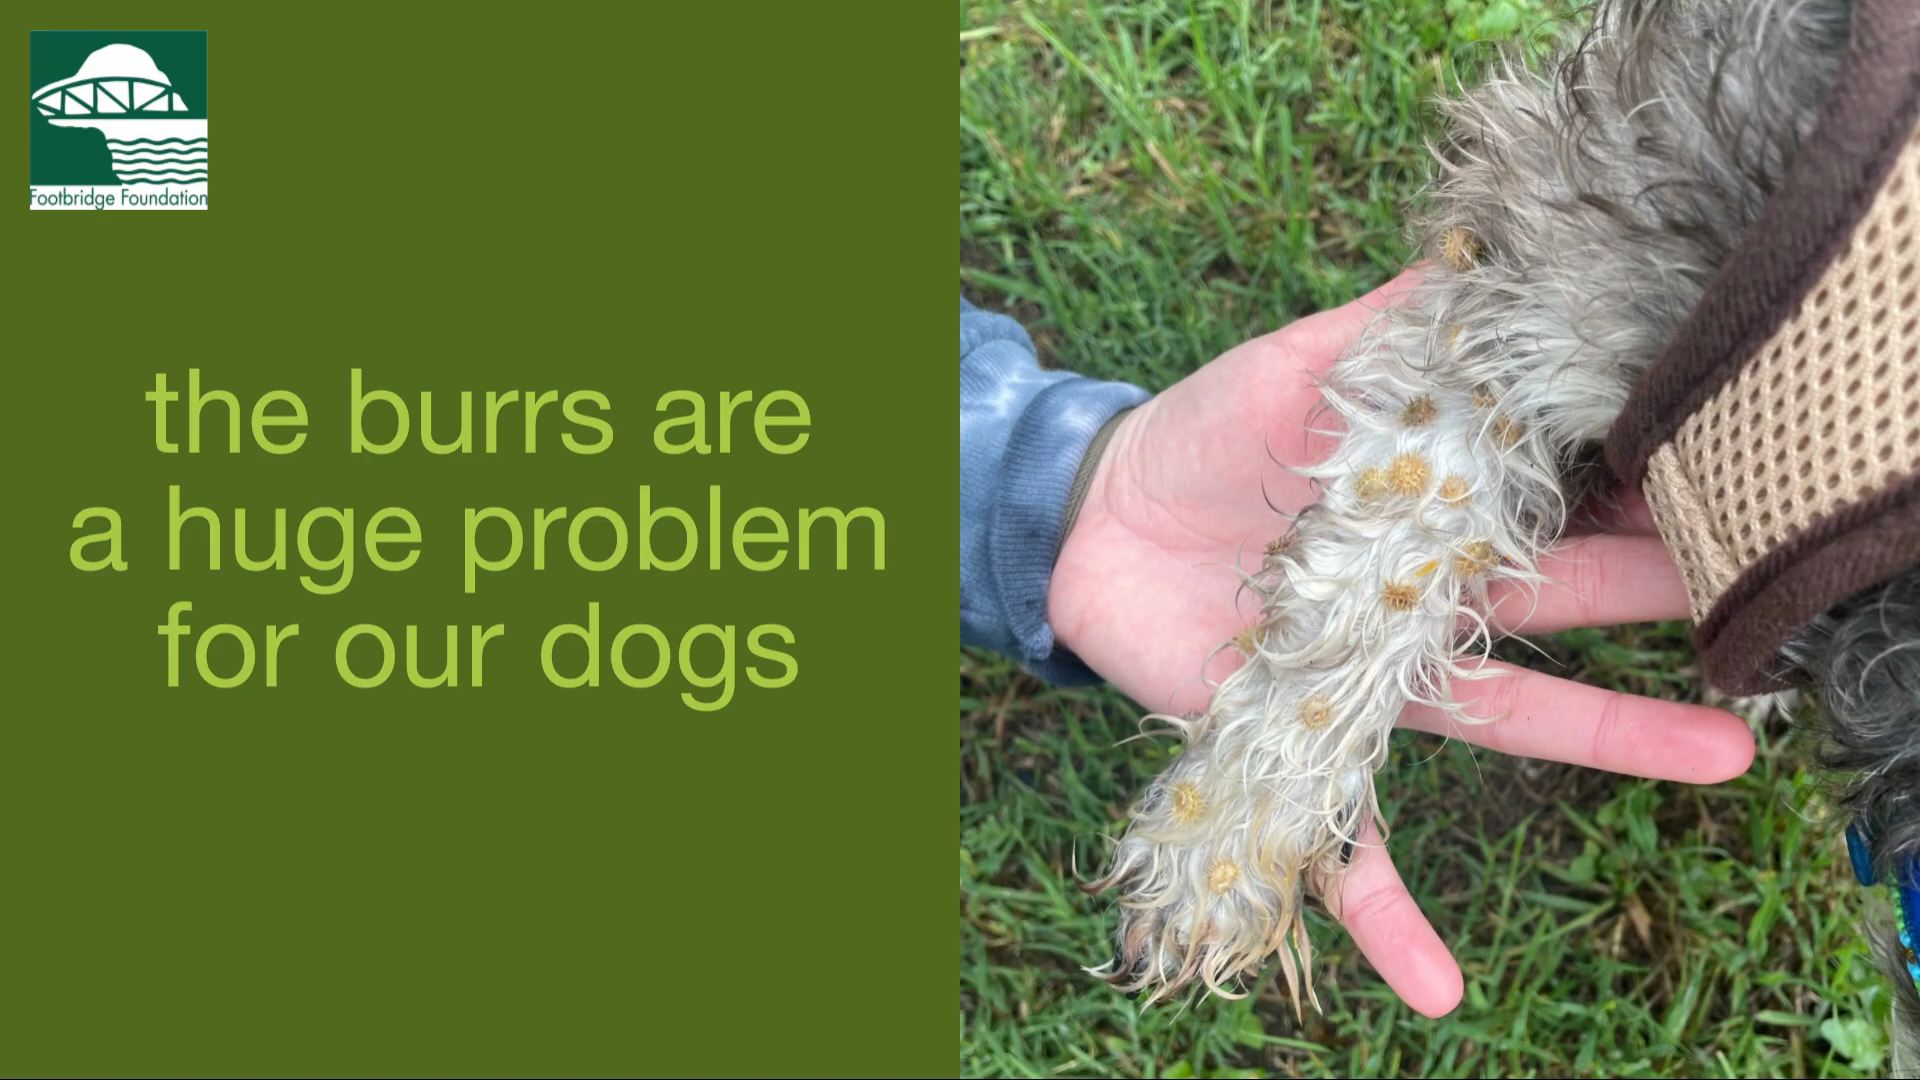 Footbridge Foundation
the burrs are
a huge problem
for our dogs